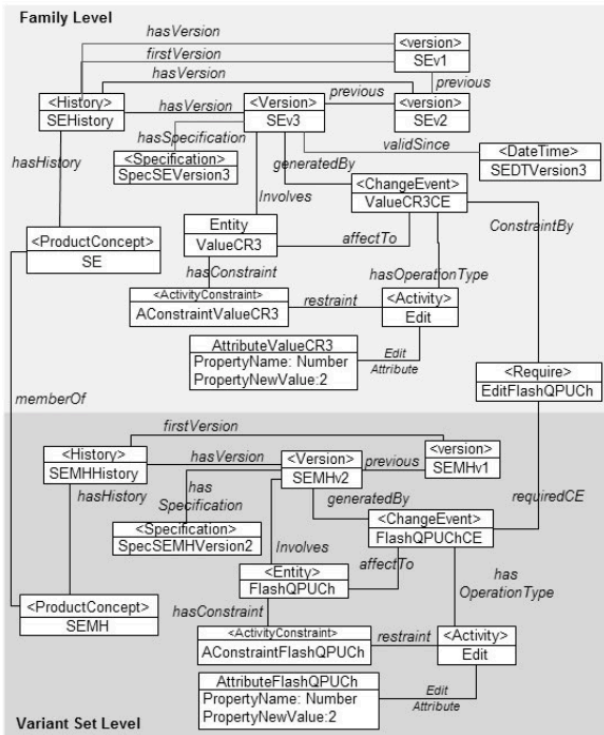 Family Level
hasVersion
firstVersion
hasVersion
<version>
SEv1
previous
previous
<History>
SEHistory
hasVersion
<Version>
SEv3
<version>
SEv2
hasSpecification
validSince
hasHistory
<Specification>
SpecSEVersion3
generatedBy
<DateTime>
SEDTVersion3
Involves
<ChangeEvent>
ValueCR3CE
Entity
ValueCR3
affectTo
ConstraintBy
<ProductConcept>
SE
hasConstraint
hasOperationType
<ActivityConstraint>
AConstraintValueCR3
restraint
<Activity>
Edit
AttributeValueCR3
PropertyName: Number
PropertyNewValue:2
Edit
Attribute
<Require>
EditFlashQPUCh
memberOf
firstVersion
<History>
SEMHHistory
hasVersion
<Version>
SEMHv2
previous
<version>
SEMHv1
hasHistory
has
Specification
generatedBy
requiredCE
<Specification>
SpecSEMHVersion2
<ChangeEvent>
FlashQPUChCE
Involves
<Entity>
FlashQPUCh
affectTo
has
OperationType
<ProductConcept>
SEMH
hasConstraint
<ActivityConstraint>
AConstraintFlashQPUCh
restraint
<Activity>
Edit
AttributeFlashQPUCh
PropertyName: Number
PropertyNewValue:2
Edit
Attribute
Variant Set Level